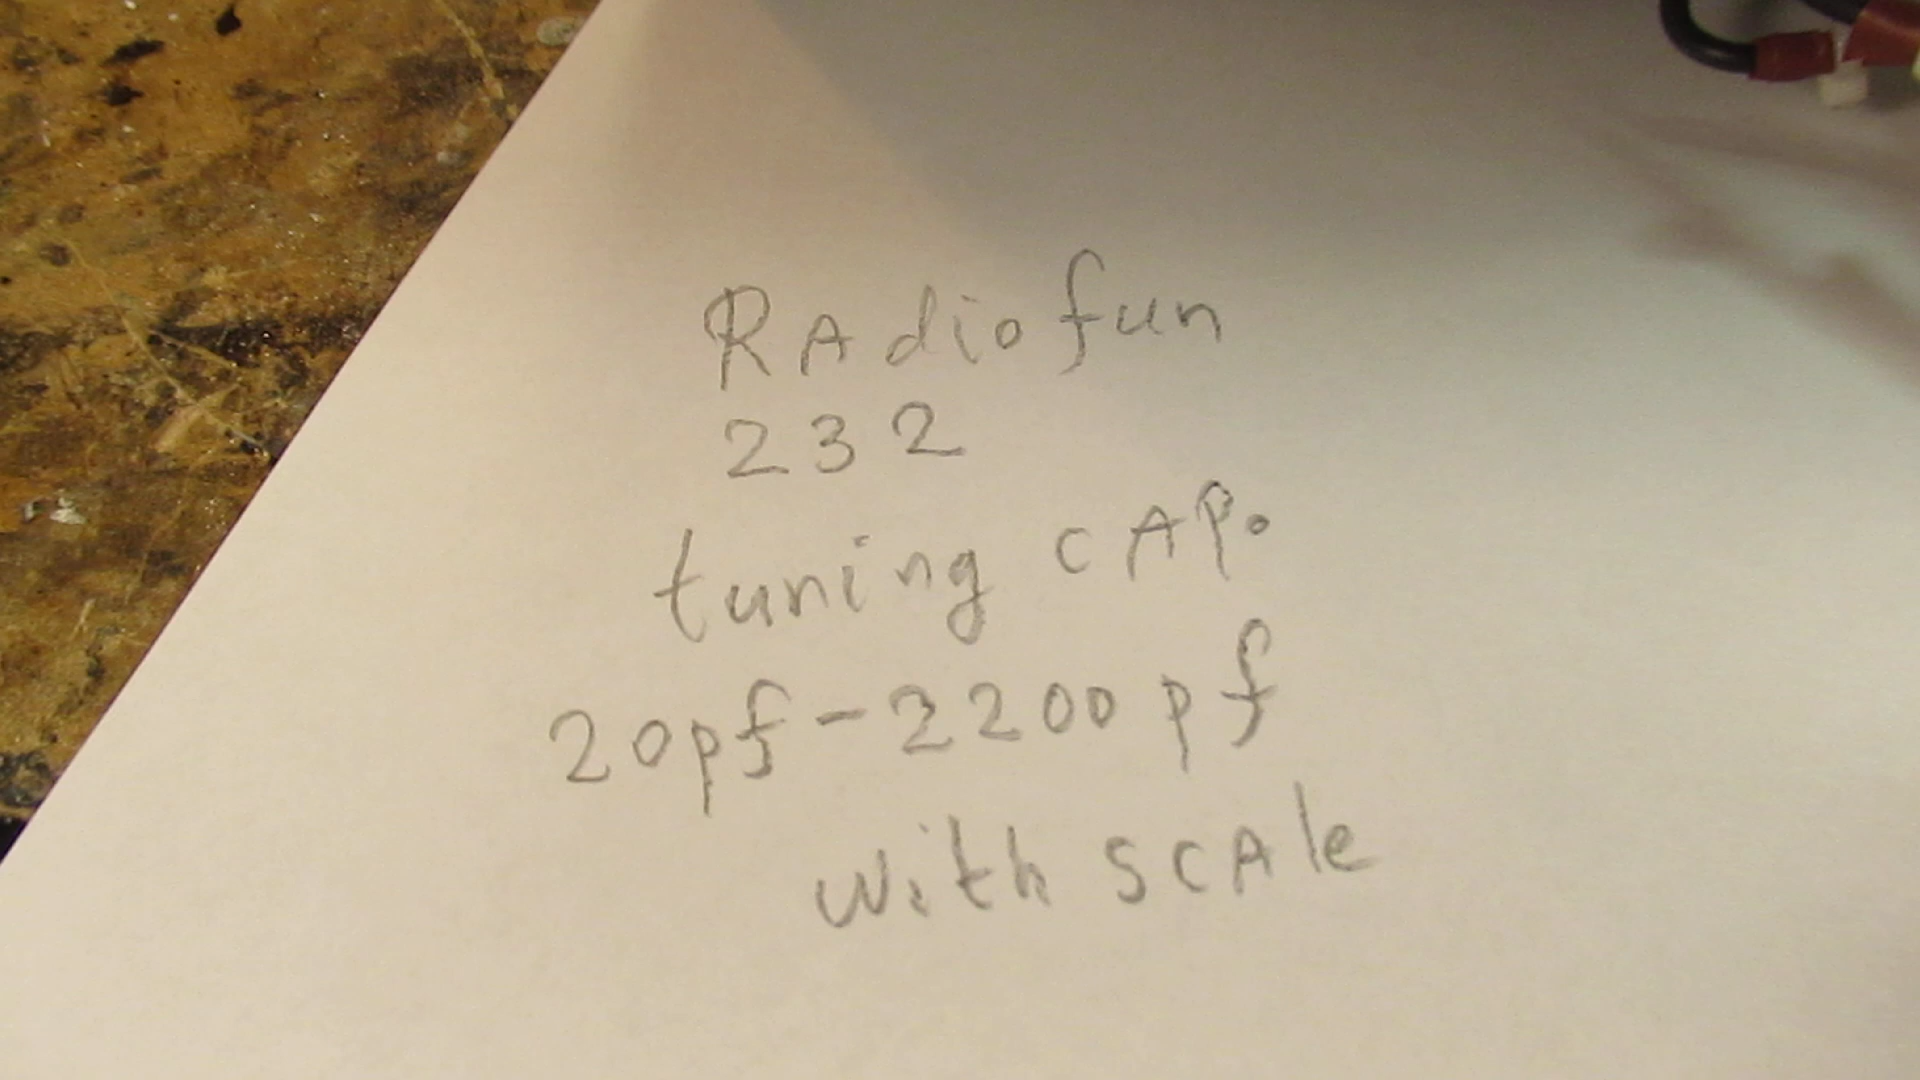 RAdiofun
232
tuning cAp.
20pf-2200pf
with scAle